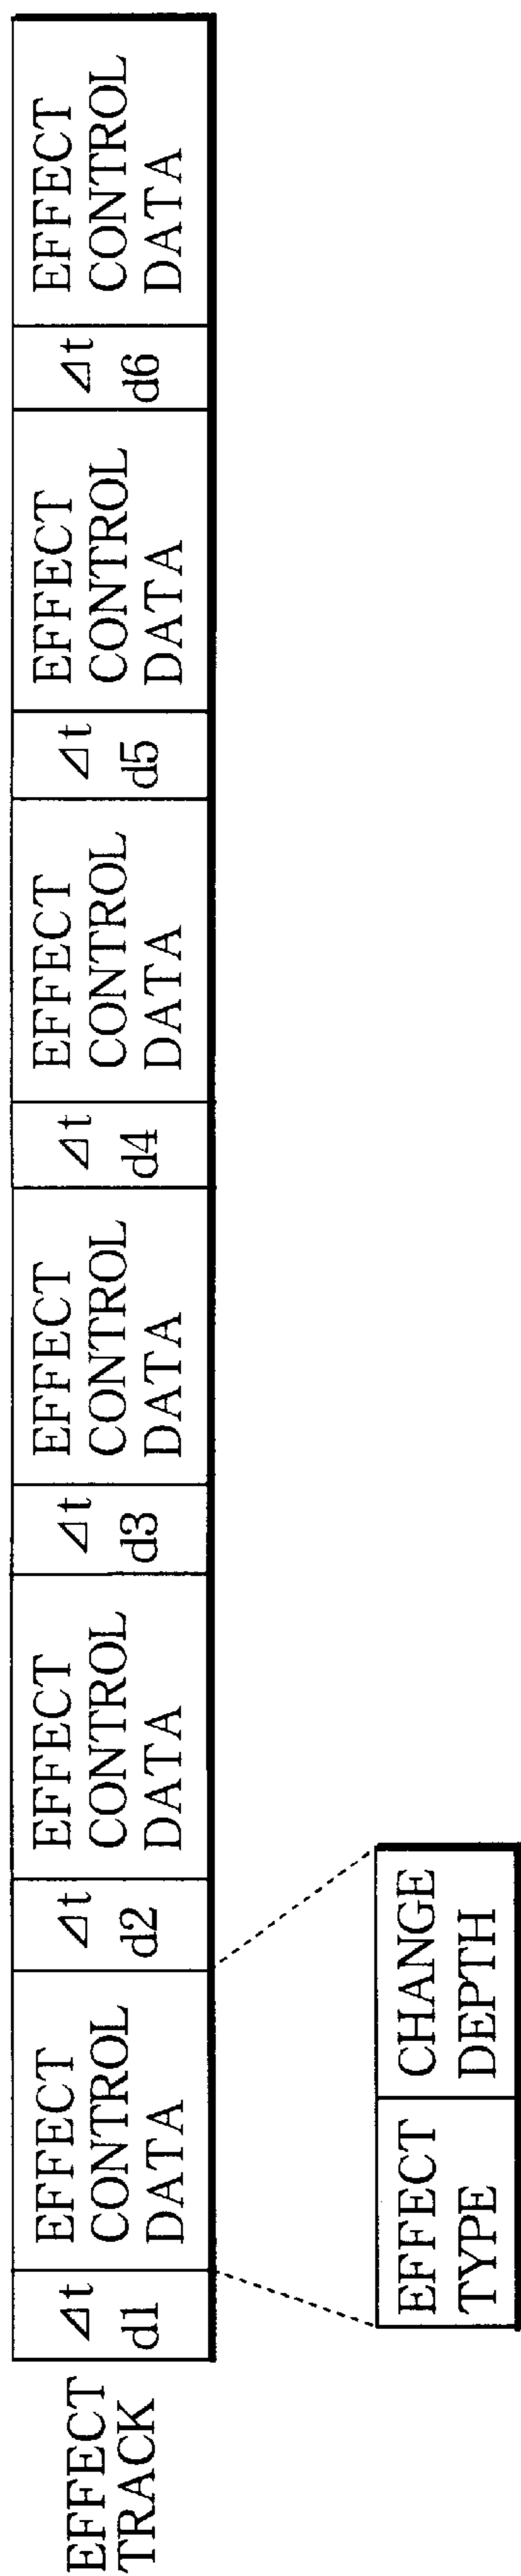 EFFECT
TRACK
Δt
d1
EFFECT
CONTROL
DATA
Δt
d2
EFFECT
CONTROL
DATA
Δt
d3
EFFECT
CONTROL
DATA
Δt
d4
EFFECT
CONTROL
DATA
Δt
d5
EFFECT
CONTROL
DATA
Δt
d6
EFFECT
CONTROL
DATA
EFFECT
TYPE
CHANGE
DEPTH